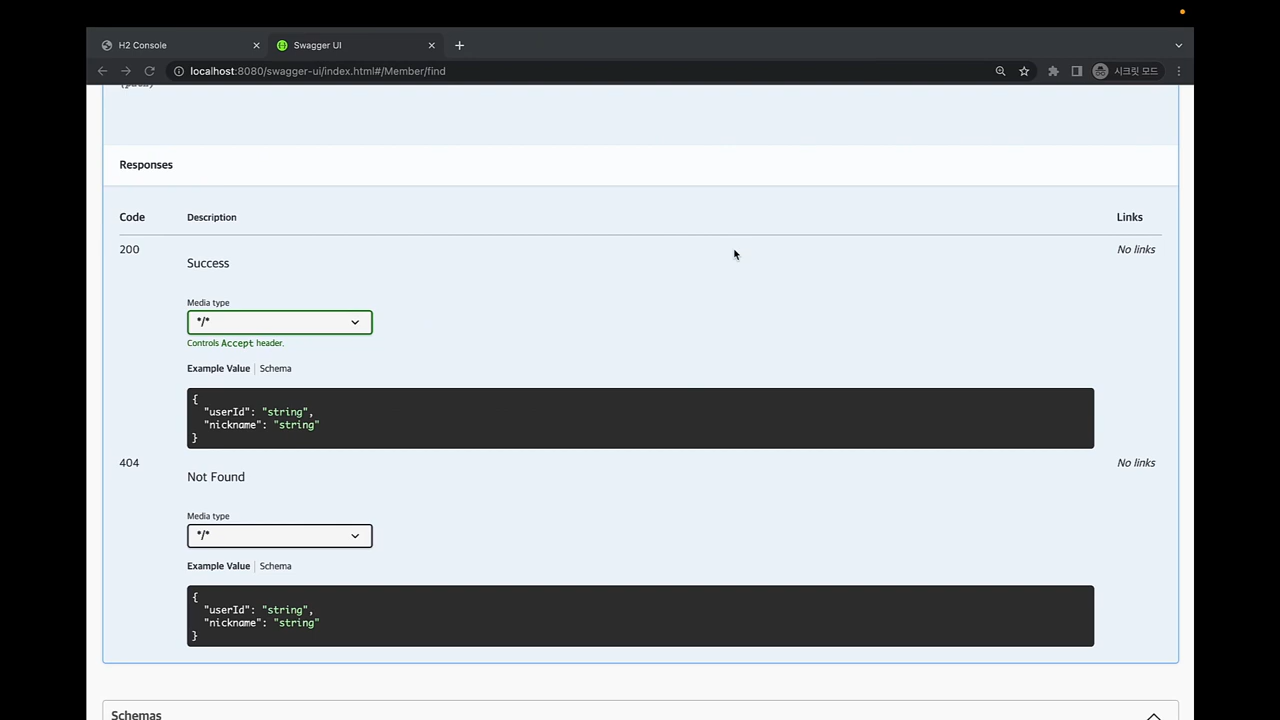 H2 Console
Swagger UI
localhost:8080/swagger-ui/index.html#/Member/find
시크릿 모드
Responses
Code Description Links
200 Success No links
Media type
*/*
Controls Accept header.
Example Value | Schema
{
"userId": "string",
"nickname": "string"
}
404 Not Found No links
Media type
*/*
Example Value | Schema
{
"userId": "string",
"nickname": "string"
}
Schemas